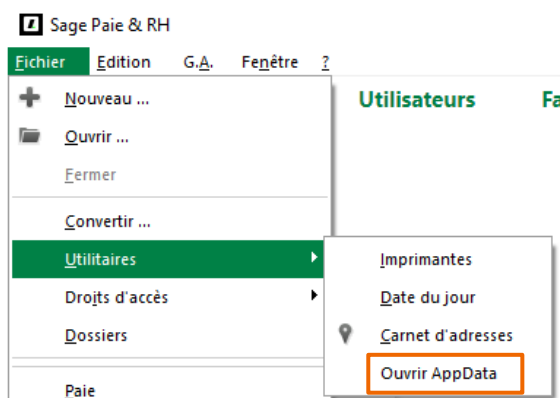 Sage Paie & RH
Fichier Edition G.A. Fenêtre ?
Nouveau ...
Utilisateurs Fa
Ouvrir ...
Fermer
Convertir ...
Utilitaires
Imprimantes
Droits d'accès
Date du jour
Dossiers
Carnet d'adresses
Ouvrir AppData
Paie